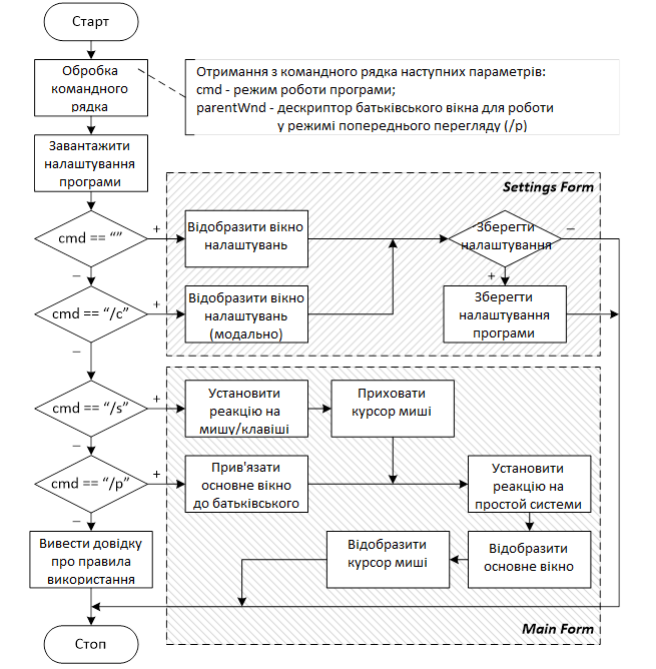 Старт
Обробка
командного
рядка
Отримання з командного рядка наступних параметрів:
cmd - режим роботи програми;
parentWnd - дескриптор батьківського вікна для роботи
у режимі попереднього перегляду (/p)
Завантажити
налаштування
програми
Settings Form
cmd == “”
+
–
Відобразити вікно
налаштувань
Зберегти
налаштування
–
+
cmd == “/c”
+
–
Відобразити вікно
налаштувань
(модально)
Зберегти
налаштування
програми
cmd == “/s”
+
–
Установити
реакцію на
мишу/клавіші
Приховати
курсор миші
cmd == “/p”
+
–
Прив'язати
основне вікно
до батьківського
Установити
реакцію на
простой системи
Вивести довідку
про правила
використання
Відобразити
курсор миші
Відобразити
основне вікно
Main Form
Стоп